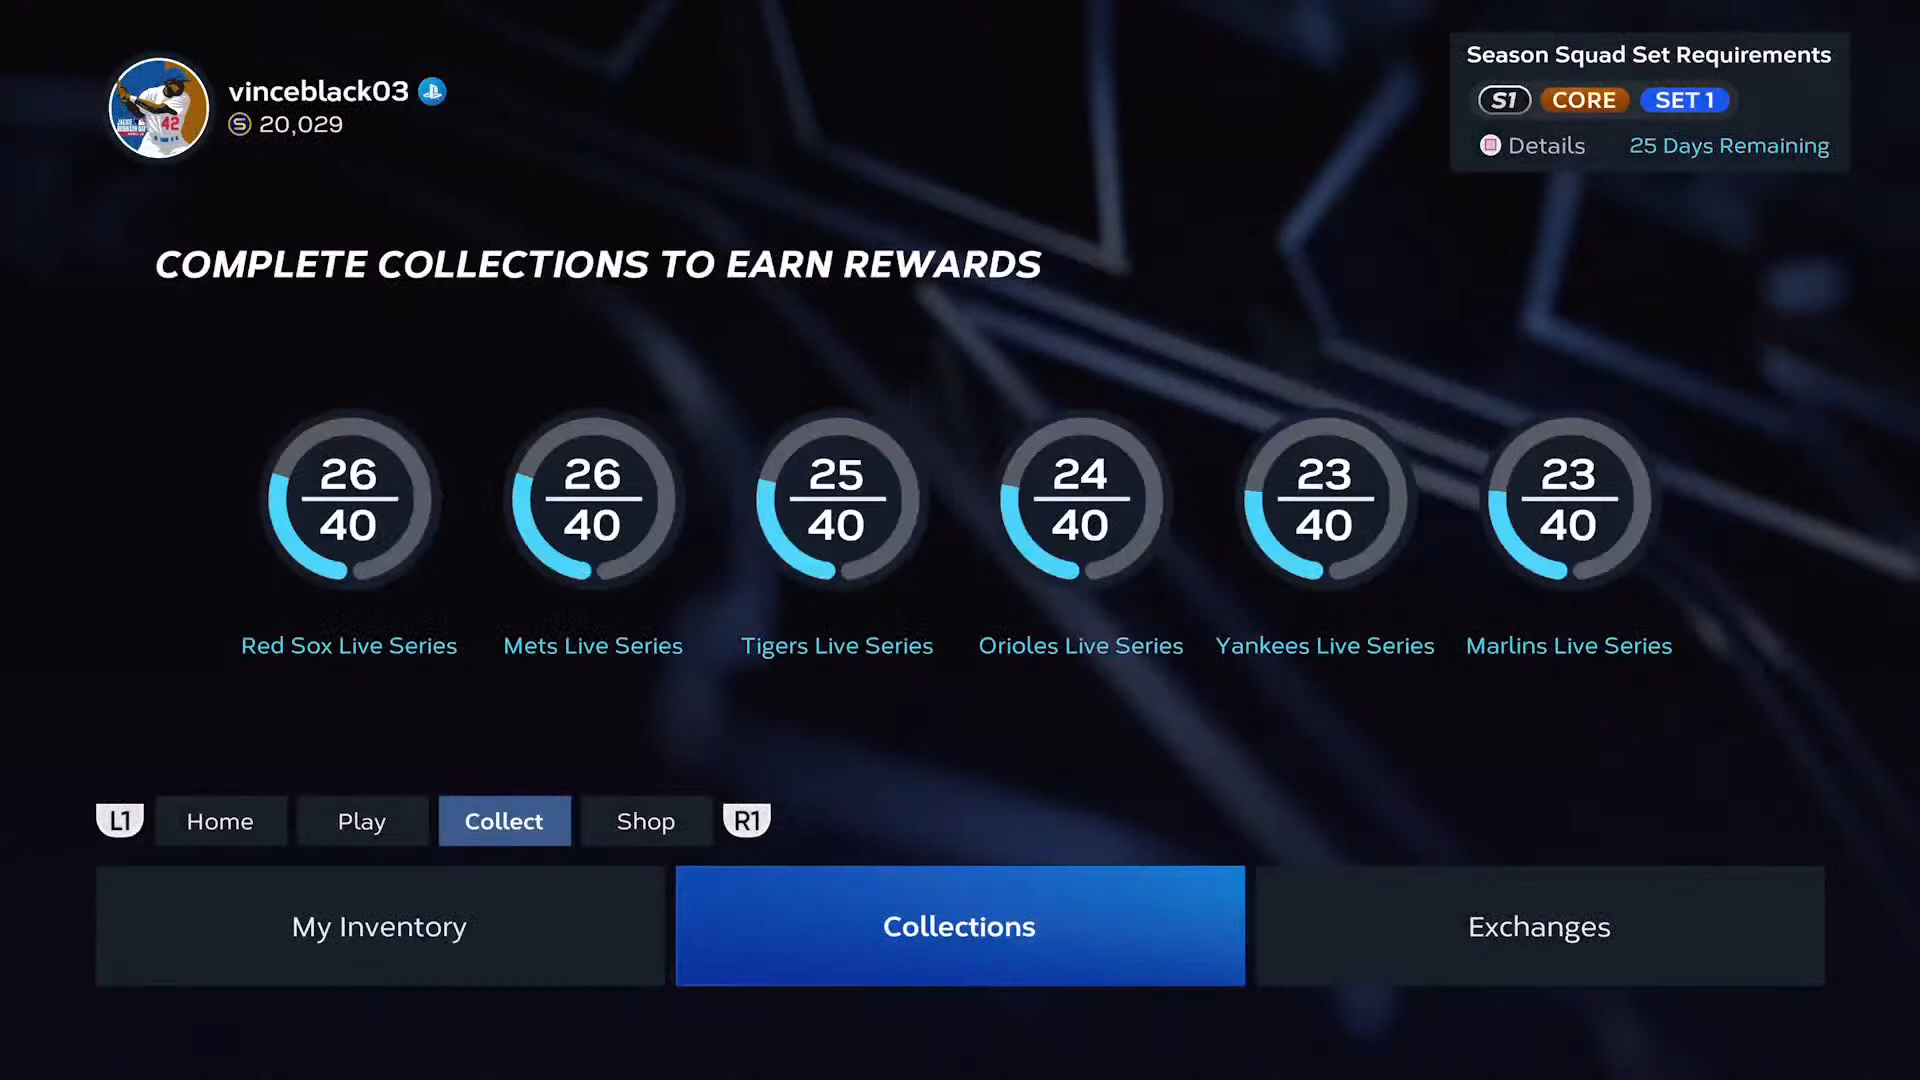 vinceblack03
20,029
Season Squad Set Requirements
S1 CORE SET 1
Details 25 Days Remaining
COMPLETE COLLECTIONS TO EARN REWARDS
26 26 25 24 23 23
40 40 40 40 40 40
Red Sox Live Series Mets Live Series Tigers Live Series Orioles Live Series Yankees Live Series Marlins Live Series
L1 Home Play Collect Shop R1
My Inventory Collections Exchanges